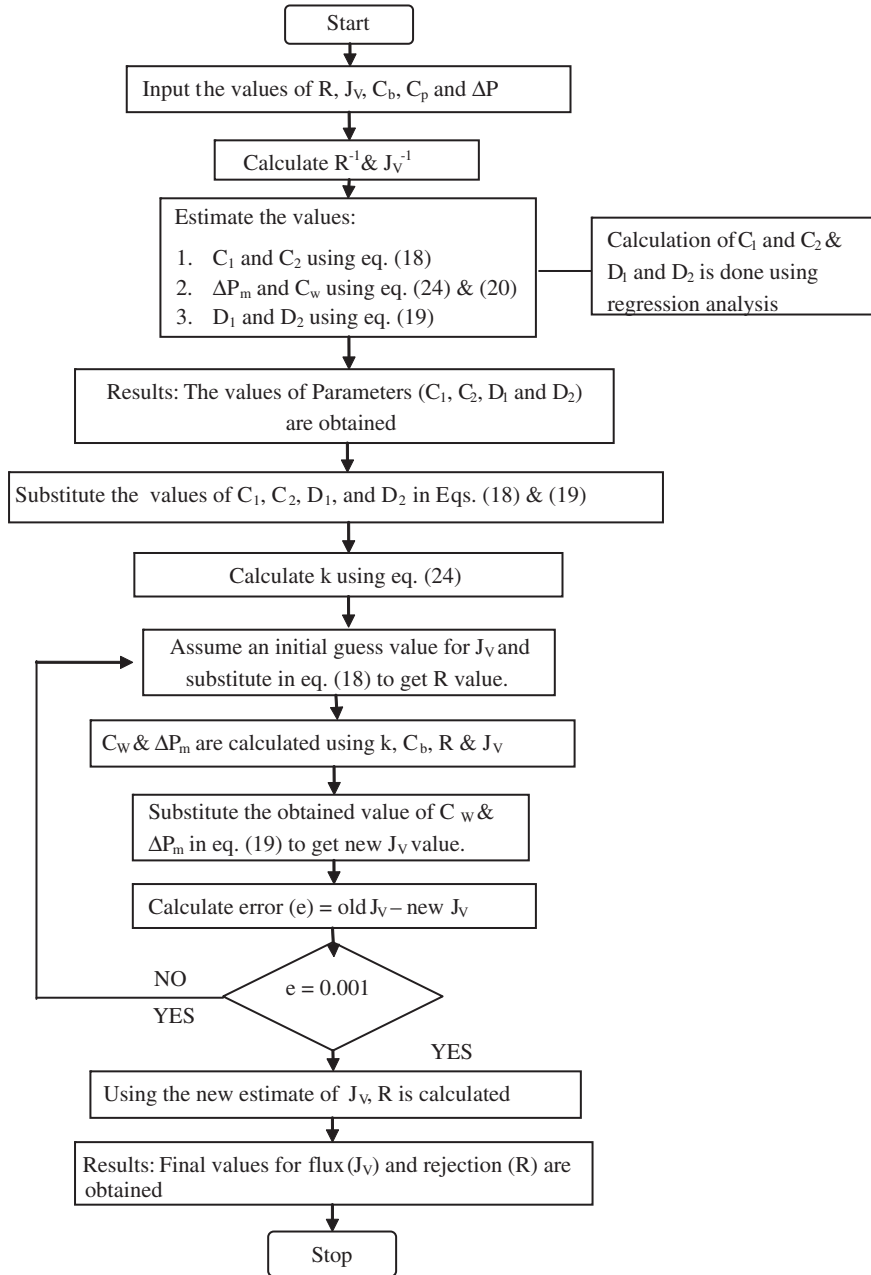 Start
Input the values of R, J_V, C_b, C_p and ΔP
Calculate R^-1 & J_V^-1
Estimate the values:
1. C_1 and C_2 using eq. (18)
2. ΔP_m and C_w using eq. (24) & (20)
3. D_1 and D_2 using eq. (19)
Calculation of C_1 and C_2 &
D_1 and D_2 is done using
regression analysis
Results: The values of Parameters (C_1, C_2, D_1 and D_2)
are obtained
Substitute the values of C_1, C_2, D_1, and D_2 in Eqs. (18) & (19)
Calculate k using eq. (24)
Assume an initial guess value for J_V and
substitute in eq. (18) to get R value.
C_W & ΔP_m are calculated using k, C_b, R & J_V
Substitute the obtained value of C_W &
ΔP_m in eq. (19) to get new J_V value.
Calculate error (e) = old J_V – new J_V
NO
e = 0.001
YES
YES
Using the new estimate of J_V, R is calculated
Results: Final values for flux (J_V) and rejection (R) are
obtained
Stop